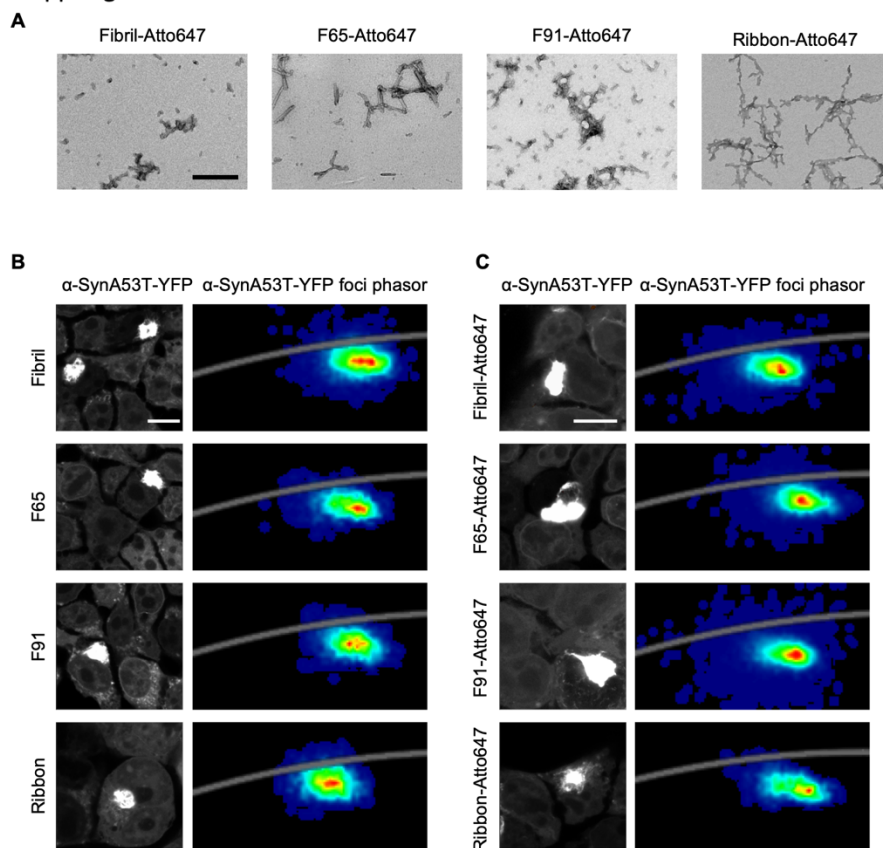 A
Fibril-Atto647
F65-Atto647
F91-Atto647
Ribbon-Atto647
B
α-SynA53T-YFP
α-SynA53T-YFP foci phasor
Fibril
F65
F91
Ribbon
C
α-SynA53T-YFP
α-SynA53T-YFP foci phasor
Fibril-Atto647
F65-Atto647
F91-Atto647
Ribbon-Atto647